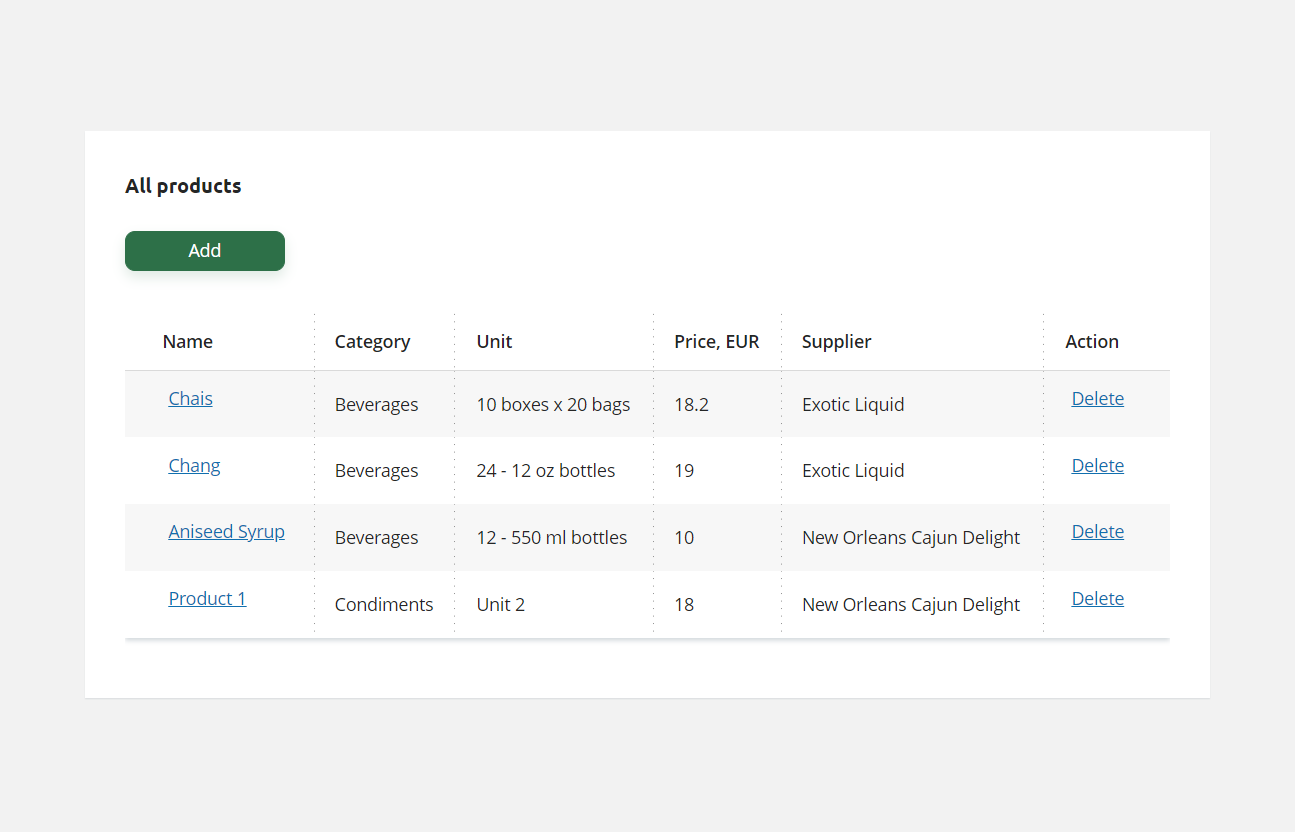 All products
Add
Name Category Unit Price, EUR Supplier Action
Chais Beverages 10 boxes x 20 bags 18.2 Exotic Liquid Delete
Chang Beverages 24 - 12 oz bottles 19 Exotic Liquid Delete
Aniseed Syrup Beverages 12 - 550 ml bottles 10 New Orleans Cajun Delight Delete
Product 1 Condiments Unit 2 18 New Orleans Cajun Delight Delete